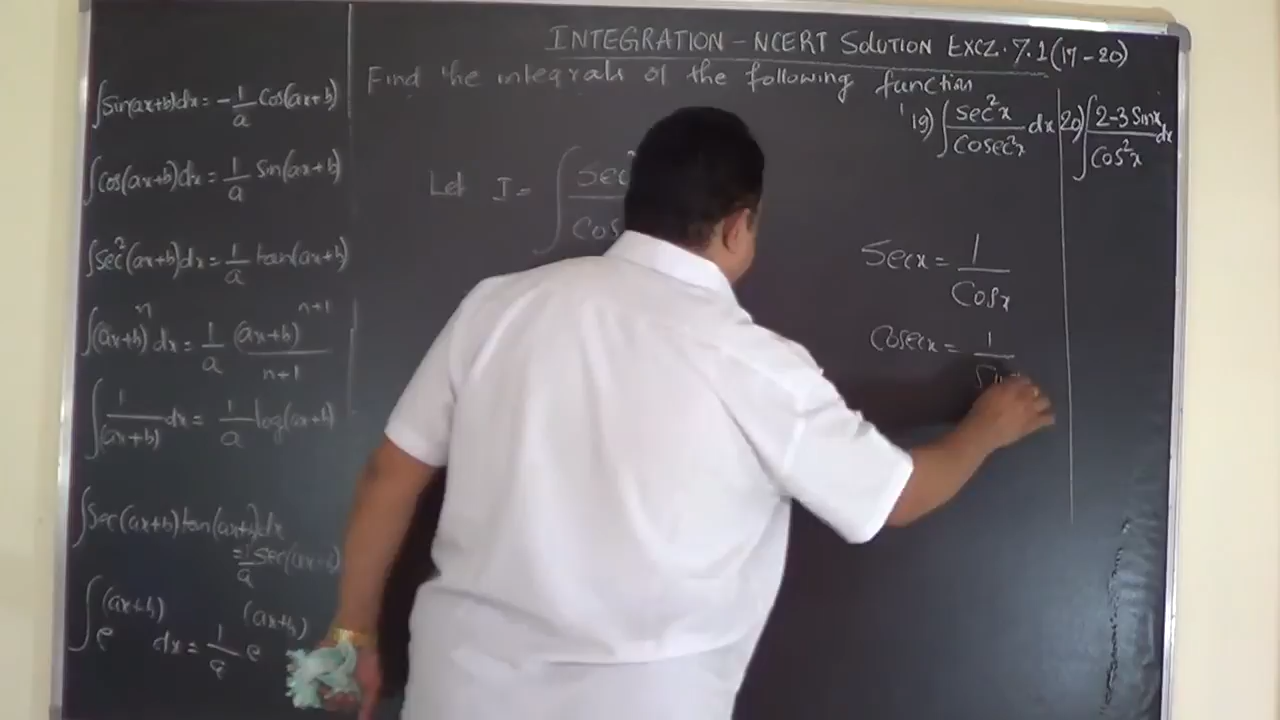 INTEGRATION - NCERT SOLUTION EXCZ. 7.1 (17 - 20)
Find the integrals of the following function
19) ∫ sec²x / Cosec²x dx
20) ∫ 2-3 Sinx / Cos²x dx
∫Sin(ax+b)dx = -1/a Cos(ax+b)
∫Cos(ax+b)dx = 1/a Sin(ax+b)
∫Sec²(ax+b)dx = 1/a tan(ax+b)
∫(ax+b)ⁿ dx = 1/a (ax+b)ⁿ⁺¹ / n+1
∫ 1/(ax+b) dx = 1/a log(ax+b)
∫Sec(ax+b)tan(ax+b)dx
= 1/a Sec(ax+b)
∫e^(ax+b) dx = 1/a e^(ax+b)
Let I = ∫ Sec / Cos
Secx = 1 / Cosx
Cosecx = 1 /